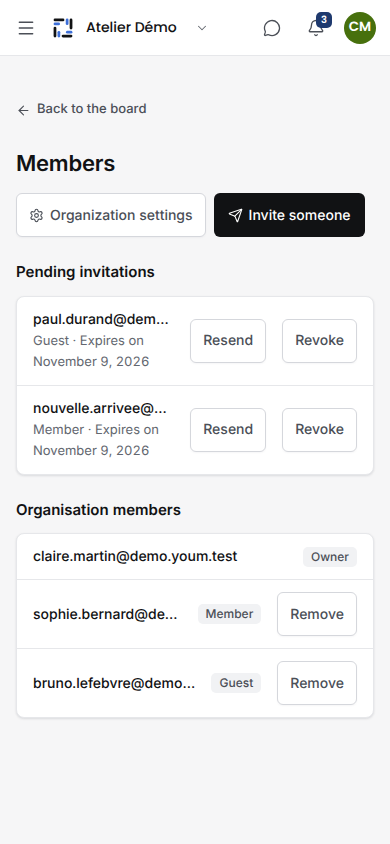 Atelier Démo
3
CM
Back to the board
Members
Organization settings
Invite someone
Pending invitations
paul.durand@dem...
Guest · Expires on
November 9, 2026
Resend
Revoke
nouvelle.arrivee@...
Member · Expires on
November 9, 2026
Resend
Revoke
Organisation members
claire.martin@demo.youm.test
Owner
sophie.bernard@de...
Member
Remove
bruno.lefebvre@demo...
Guest
Remove